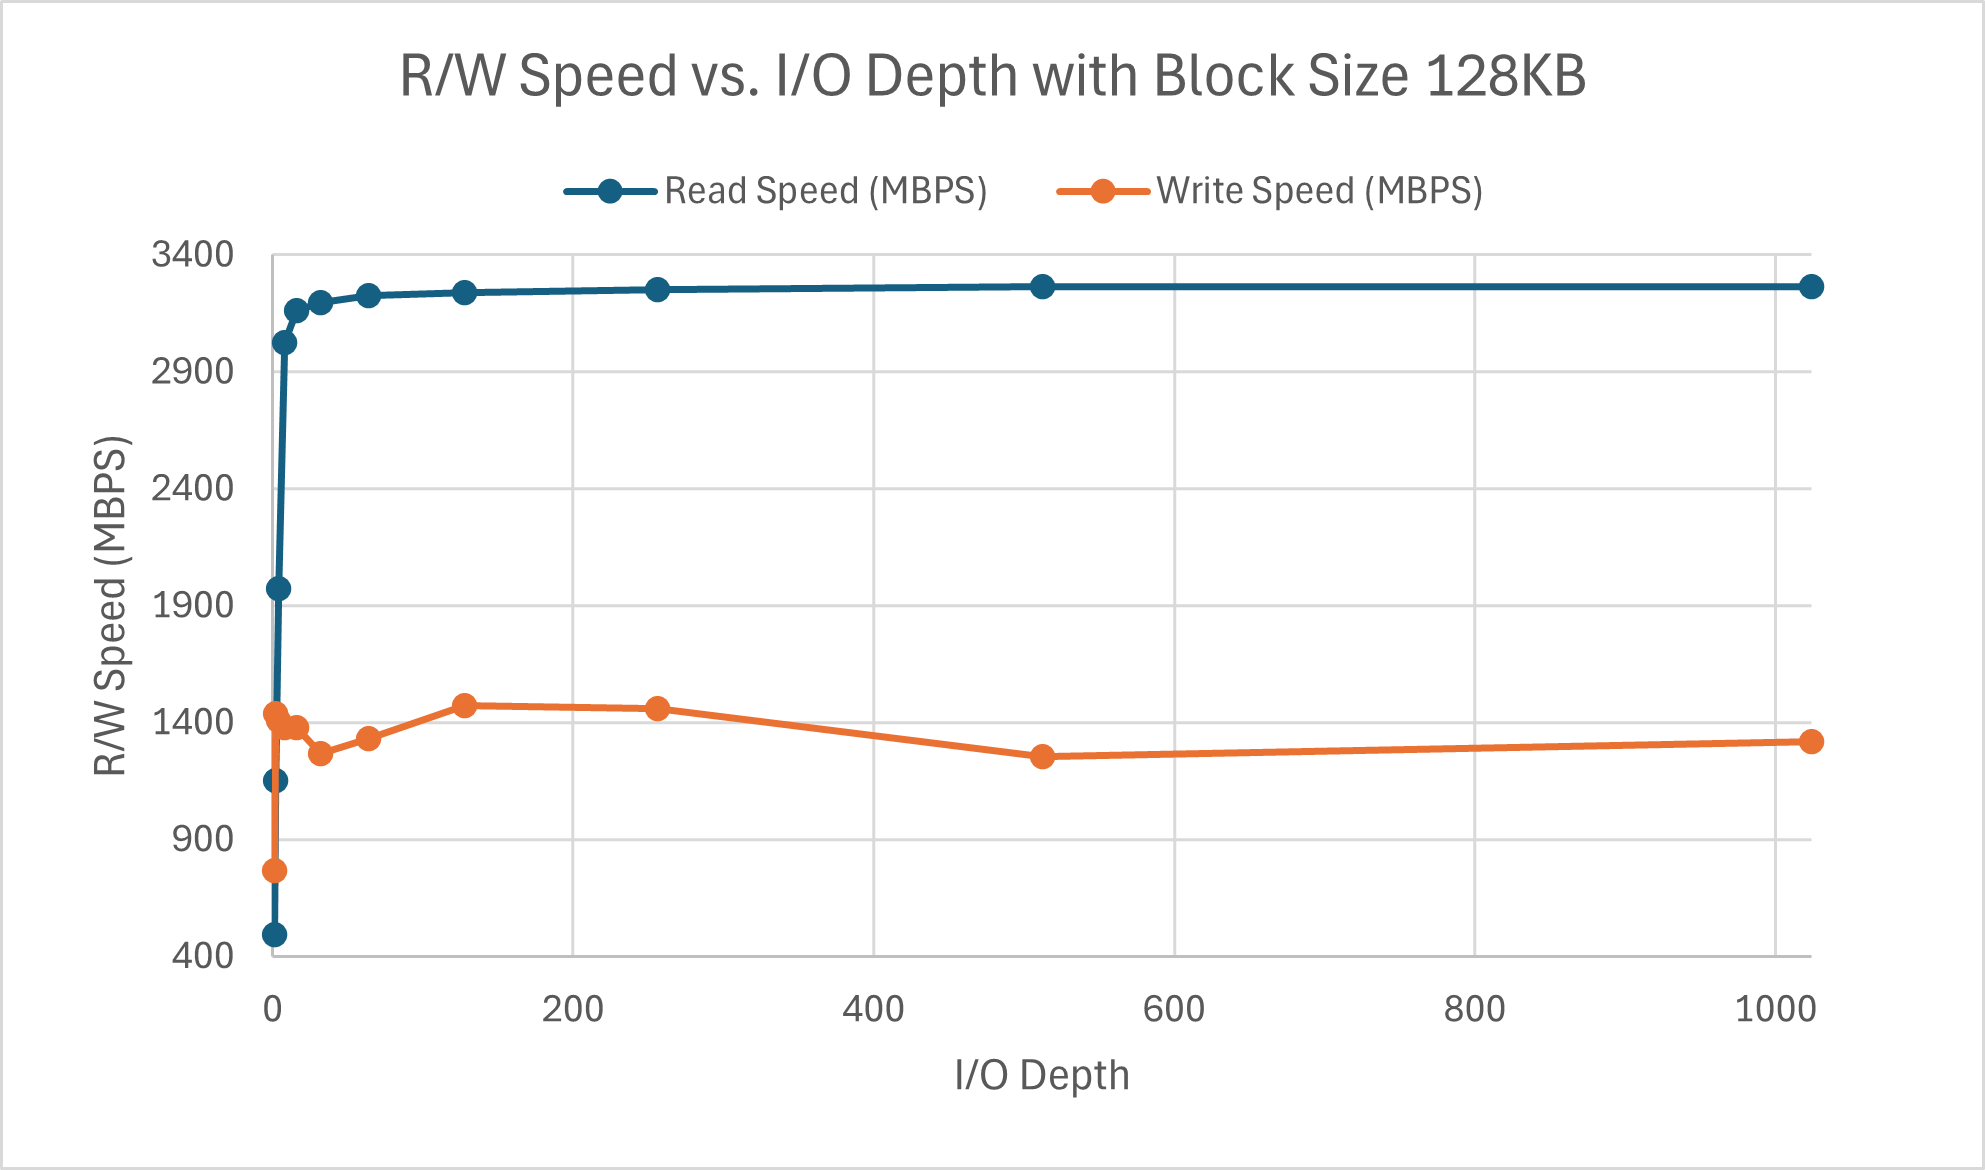 R/W Speed vs. I/O Depth with Block Size 128KB
Read Speed (MBPS) Write Speed (MBPS)
3400
2900
2400
1900
1400
900
400
R/W Speed (MBPS)
0 200 400 600 800 1000
I/O Depth